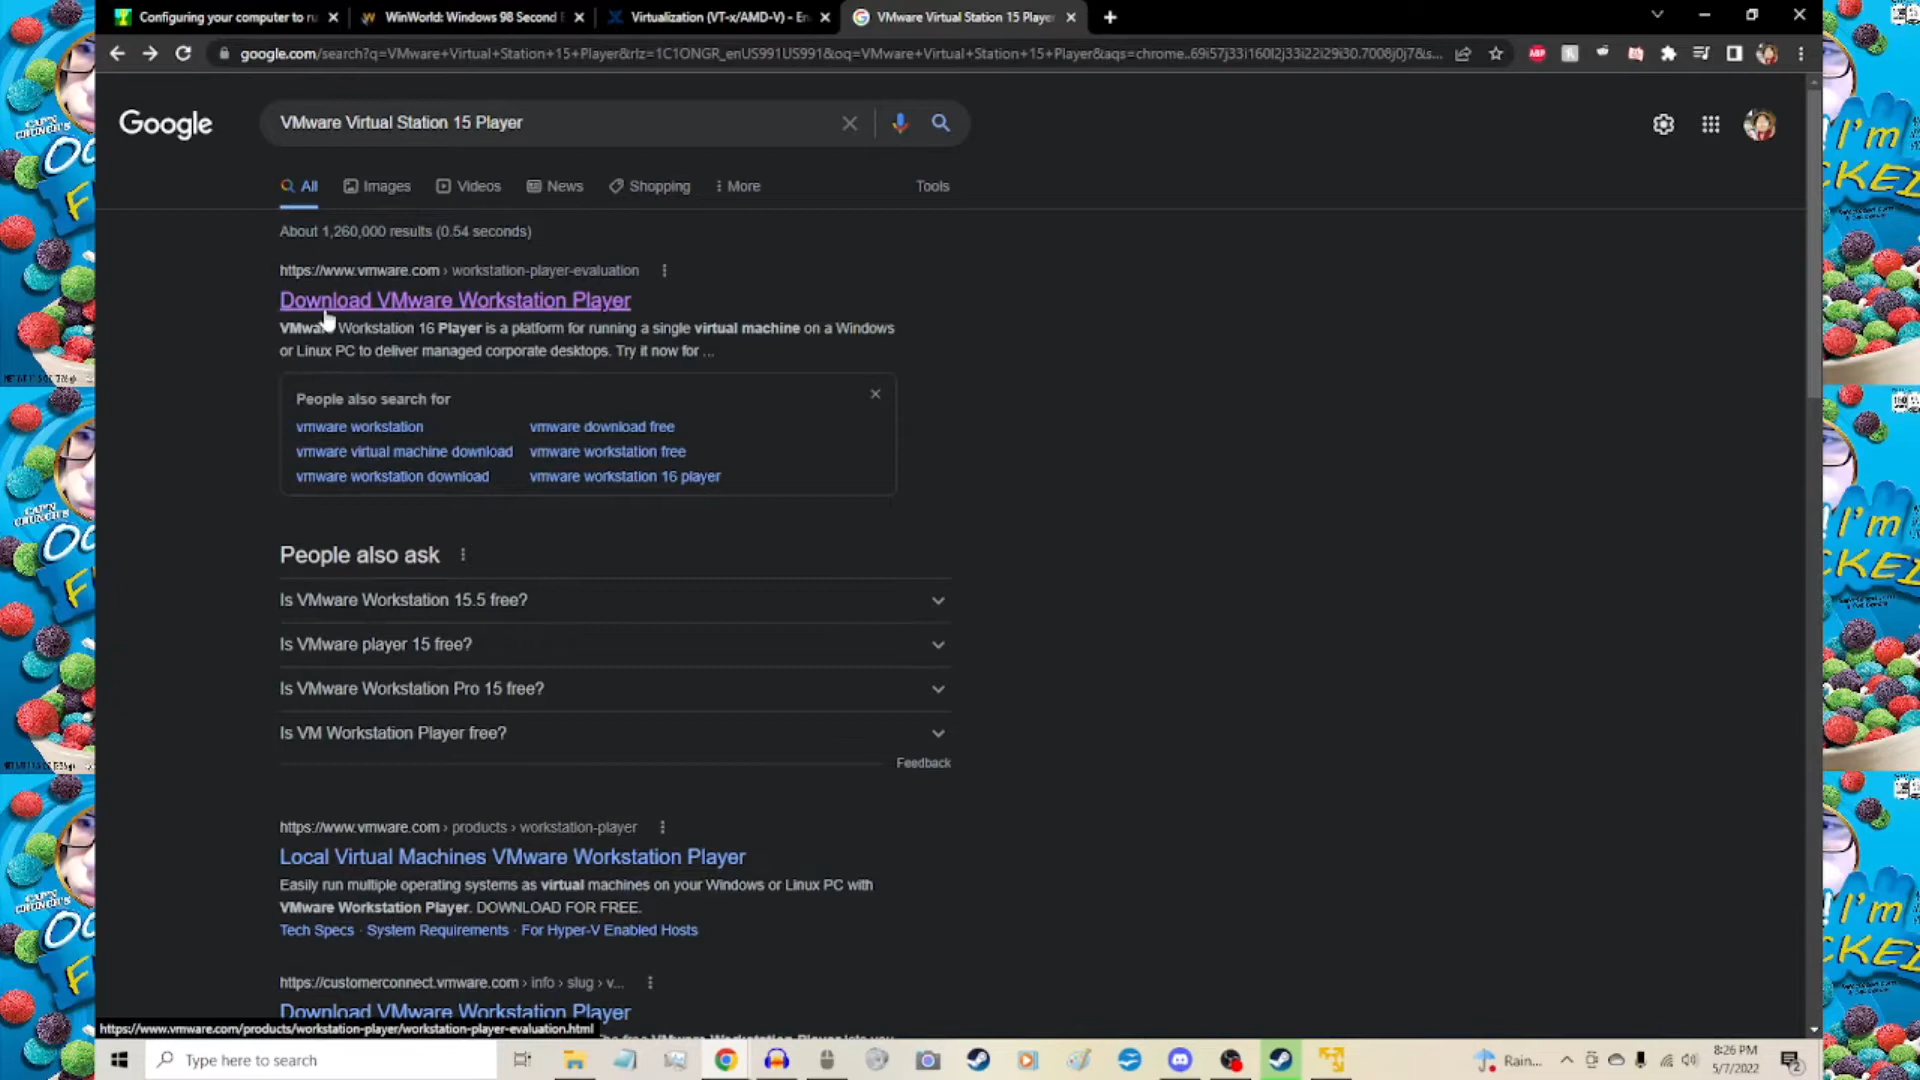 Configuring your computer to ru
WinWorld: Windows 98 Second E
Virtualization (VT-x/AMD-V) - En
VMware Virtual Station 15 Player
google.com/search?q=VMware+Virtual+Station+15+Player&rlz=1C1ONGR_enUS991US991&oq=VMware+Virtual+Station+15+Player&aqs=chrome..69i57j33i160l2j33i22i29i30.7008j0j7&s...
Google
VMware Virtual Station 15 Player
All
Images
Videos
News
Shopping
More
Tools
About 1,260,000 results (0.54 seconds)
https://www.vmware.com › workstation-player-evaluation
Download VMware Workstation Player
VMware Workstation 16 Player is a platform for running a single virtual machine on a Windows
or Linux PC to deliver managed corporate desktops. Try it now for ...
People also search for
vmware workstation
vmware download free
vmware virtual machine download
vmware workstation free
vmware workstation download
vmware workstation 16 player
People also ask
Is VMware Workstation 15.5 free?
Is VMware player 15 free?
Is VMware Workstation Pro 15 free?
Is VM Workstation Player free?
Feedback
https://www.vmware.com › products › workstation-player
Local Virtual Machines VMware Workstation Player
Easily run multiple operating systems as virtual machines on your Windows or Linux PC with
VMware Workstation Player. DOWNLOAD FOR FREE.
Tech Specs · System Requirements · For Hyper-V Enabled Hosts
https://customerconnect.vmware.com › info › slug › v...
Download VMware Workstation Player
https://www.vmware.com/products/workstation-player/workstation-player-evaluation.html
Type here to search
Rain...
8:26 PM
5/7/2022
2
ABP
CAP'N
CRUNCH'S
I'm